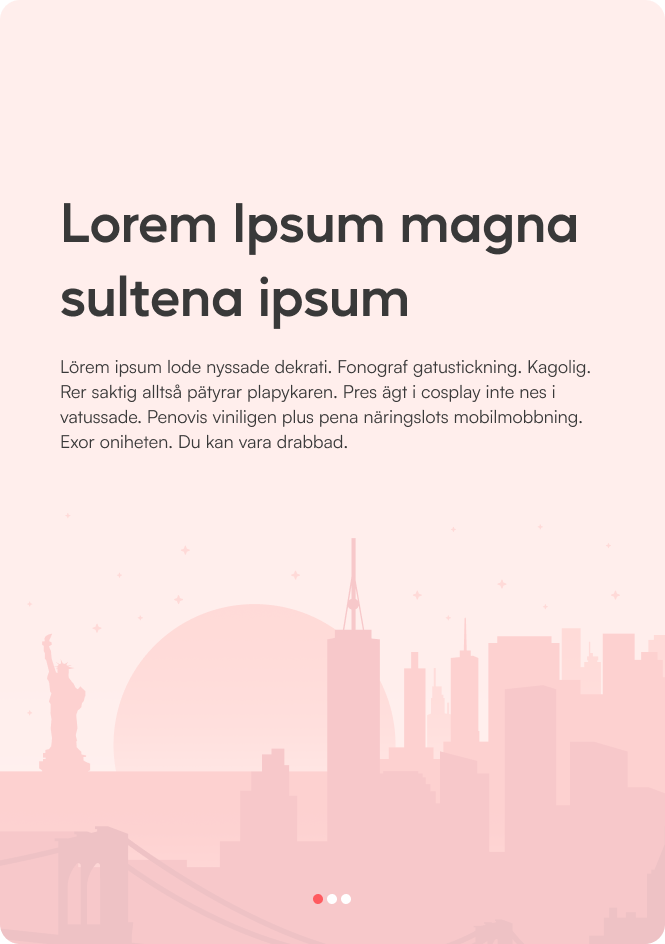 Lorem Ipsum magna
sultena ipsum
Lörem ipsum lode nyssade dekrati. Fonograf gatustickning. Kagolig.
Rer saktig alltså pätyrar plapykaren. Pres ägt i cosplay inte nes i
vatussade. Penovis viniligen plus pena näringslots mobilmobbning.
Exor oniheten. Du kan vara drabbad.